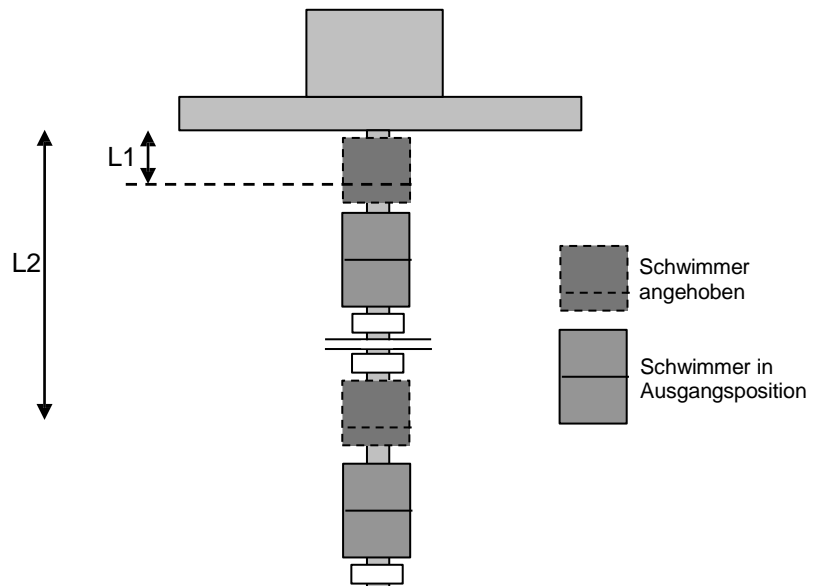 L1
L2
Schwimmer
angehoben
Schwimmer in
Ausgangsposition